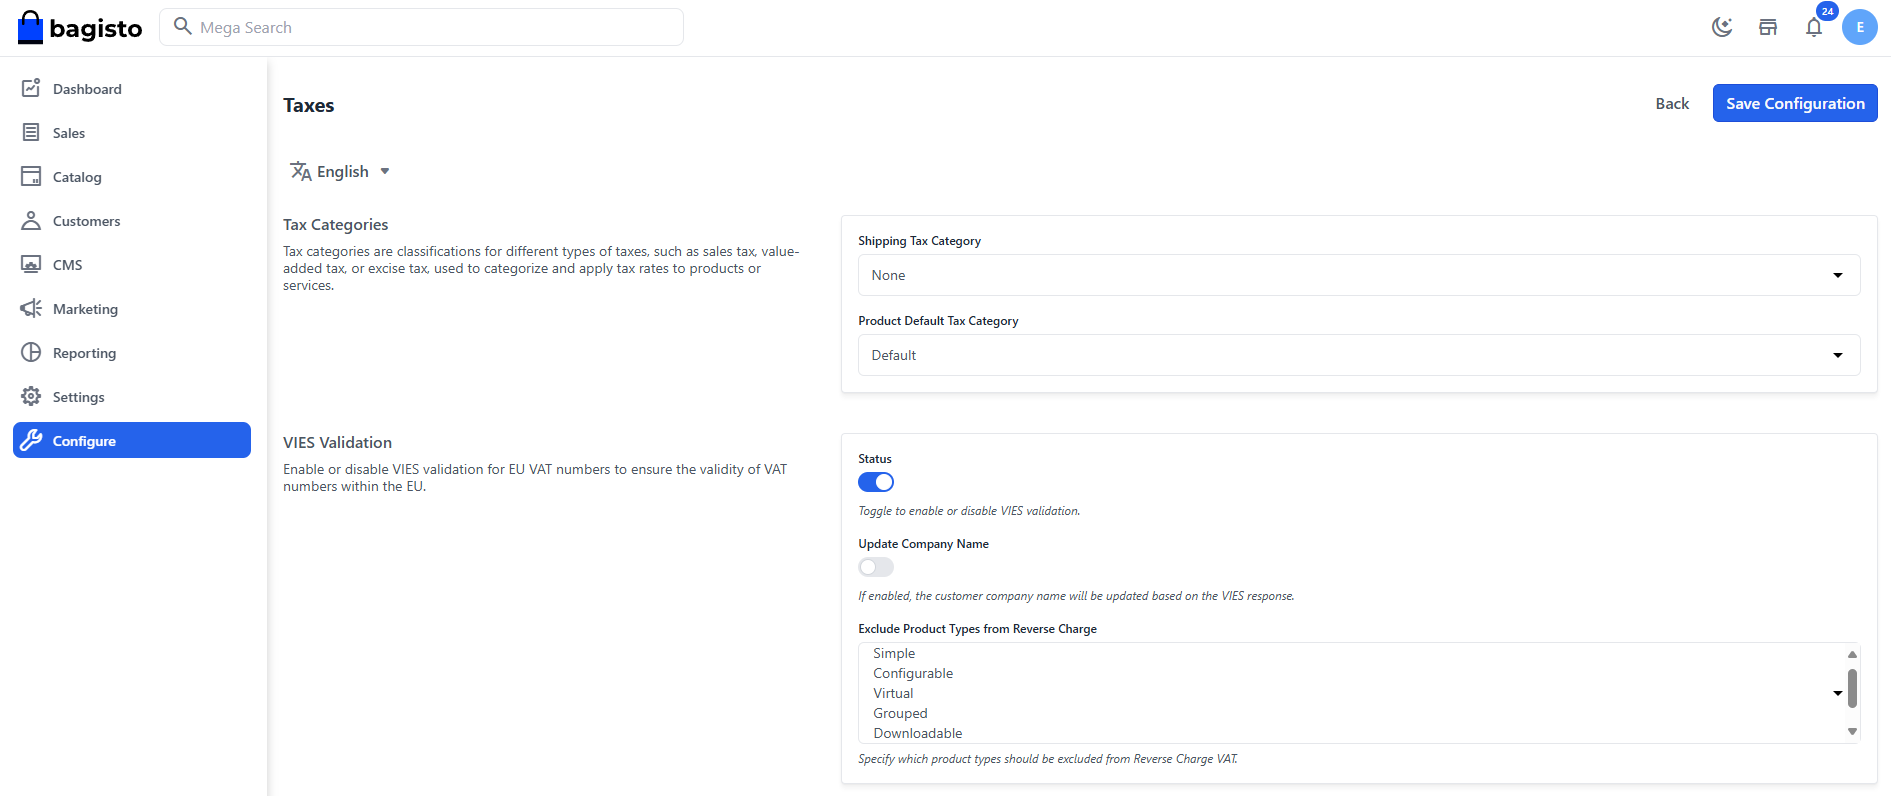 bagisto
Mega Search
24
E
Dashboard
Sales
Catalog
Customers
CMS
Marketing
Reporting
Settings
Configure
Taxes
Back
Save Configuration
English
Tax Categories
Tax categories are classifications for different types of taxes, such as sales tax, value-
added tax, or excise tax, used to categorize and apply tax rates to products or
services.
Shipping Tax Category
None
Product Default Tax Category
Default
VIES Validation
Enable or disable VIES validation for EU VAT numbers to ensure the validity of VAT
numbers within the EU.
Status
Toggle to enable or disable VIES validation.
Update Company Name
If enabled, the customer company name will be updated based on the VIES response.
Exclude Product Types from Reverse Charge
Simple
Configurable
Virtual
Grouped
Downloadable
Specify which product types should be excluded from Reverse Charge VAT.